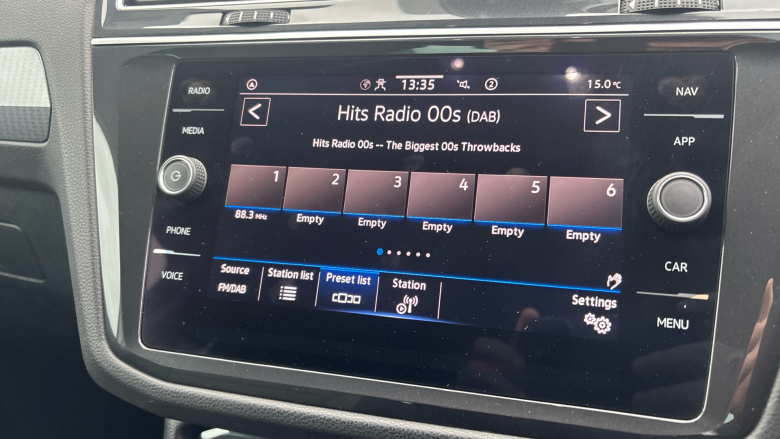 RADIO
MEDIA
PHONE
VOICE
13:35
2
15.0°C
<
Hits Radio 00s (DAB)
>
Hits Radio 00s -- The Biggest 00s Throwbacks
1 2 3 4 5 6
88.3 MHz Empty Empty Empty Empty Empty
Source
FM/DAB
Station list
Preset list
Station
Settings
NAV
APP
CAR
MENU